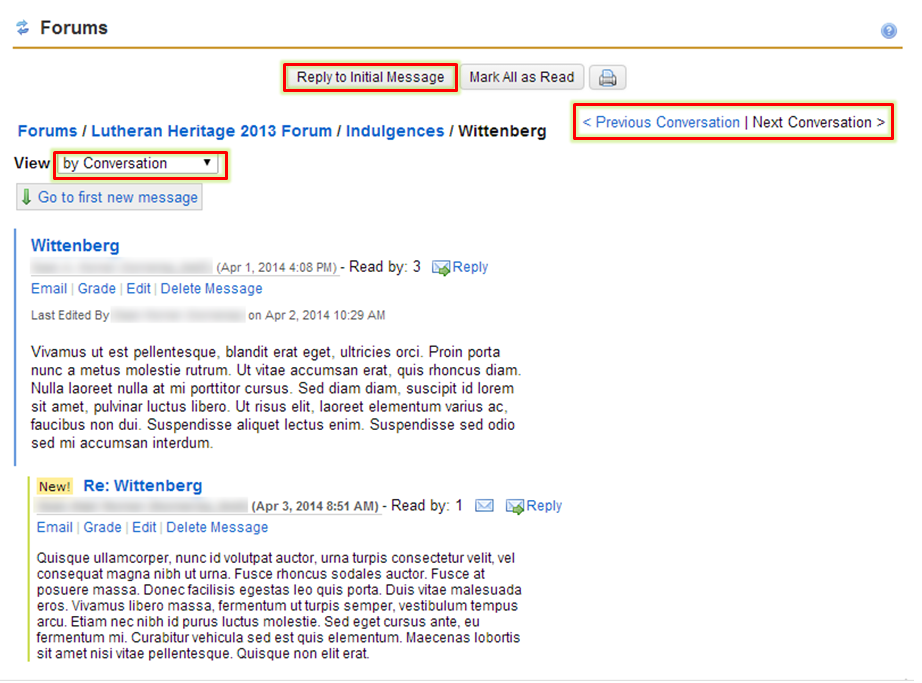 Forums
Reply to Initial Message Mark All as Read
< Previous Conversation | Next Conversation >
Forums / Lutheran Heritage 2013 Forum / Indulgences / Wittenberg
View by Conversation
Go to first new message
Wittenberg
(Apr 1, 2014 4:08 PM) - Read by: 3 Reply
Email | Grade | Edit | Delete Message
Last Edited By on Apr 2, 2014 10:29 AM
Vivamus ut est pellentesque, blandit erat eget, ultricies orci. Proin porta
nunc a metus molestie rutrum. Ut vitae accumsan erat, quis rhoncus diam.
Nulla laoreet nulla at mi porttitor cursus. Sed diam diam, suscipit id lorem
sit amet, pulvinar luctus libero. Ut risus elit, laoreet elementum varius ac,
faucibus non dui. Suspendisse aliquet lectus enim. Suspendisse sed odio
sed mi accumsan interdum.
New! Re: Wittenberg
(Apr 3, 2014 8:51 AM) - Read by: 1 Reply
Email | Grade | Edit | Delete Message
Quisque ullamcorper, nunc id volutpat auctor, urna turpis consectetur velit, vel
consequat magna nibh ut urna. Fusce rhoncus sodales auctor. Fusce at
posuere massa. Donec facilisis egestas leo quis porta. Duis vitae malesuada
eros. Vivamus libero massa, fermentum ut turpis semper, vestibulum tempus
arcu. Etiam nec nibh id purus luctus molestie. Sed eget cursus ante, eu
fermentum mi. Curabitur vehicula sed est quis elementum. Maecenas lobortis
sit amet nisi vitae pellentesque. Quisque non elit erat.